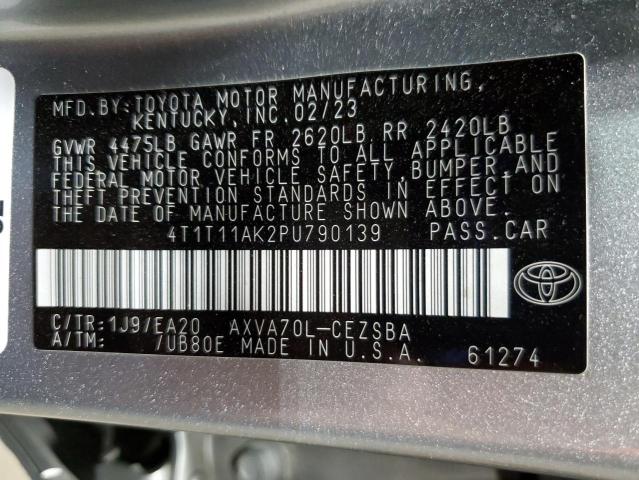 MFD.BY:TOYOTA MOTOR MANUFACTURING,
KENTUCKY,INC.02/23
GVWR 4475LB GAWR FR 2620LB RR 2420LB
THIS VEHICLE CONFORMS TO ALL APPLICABLE
FEDERAL MOTOR VEHICLE SAFETY,BUMPER,AND
THEFT PREVENTION STANDARDS IN EFFECT ON
THE DATE OF MANUFACTURE SHOWN ABOVE.
4T1T11AK2PU790139 PASS.CAR
C/TR:1J9/EA20 AXVA70L-CEZSBA
A/TM: /UB80E MADE IN U.S.A. 61274